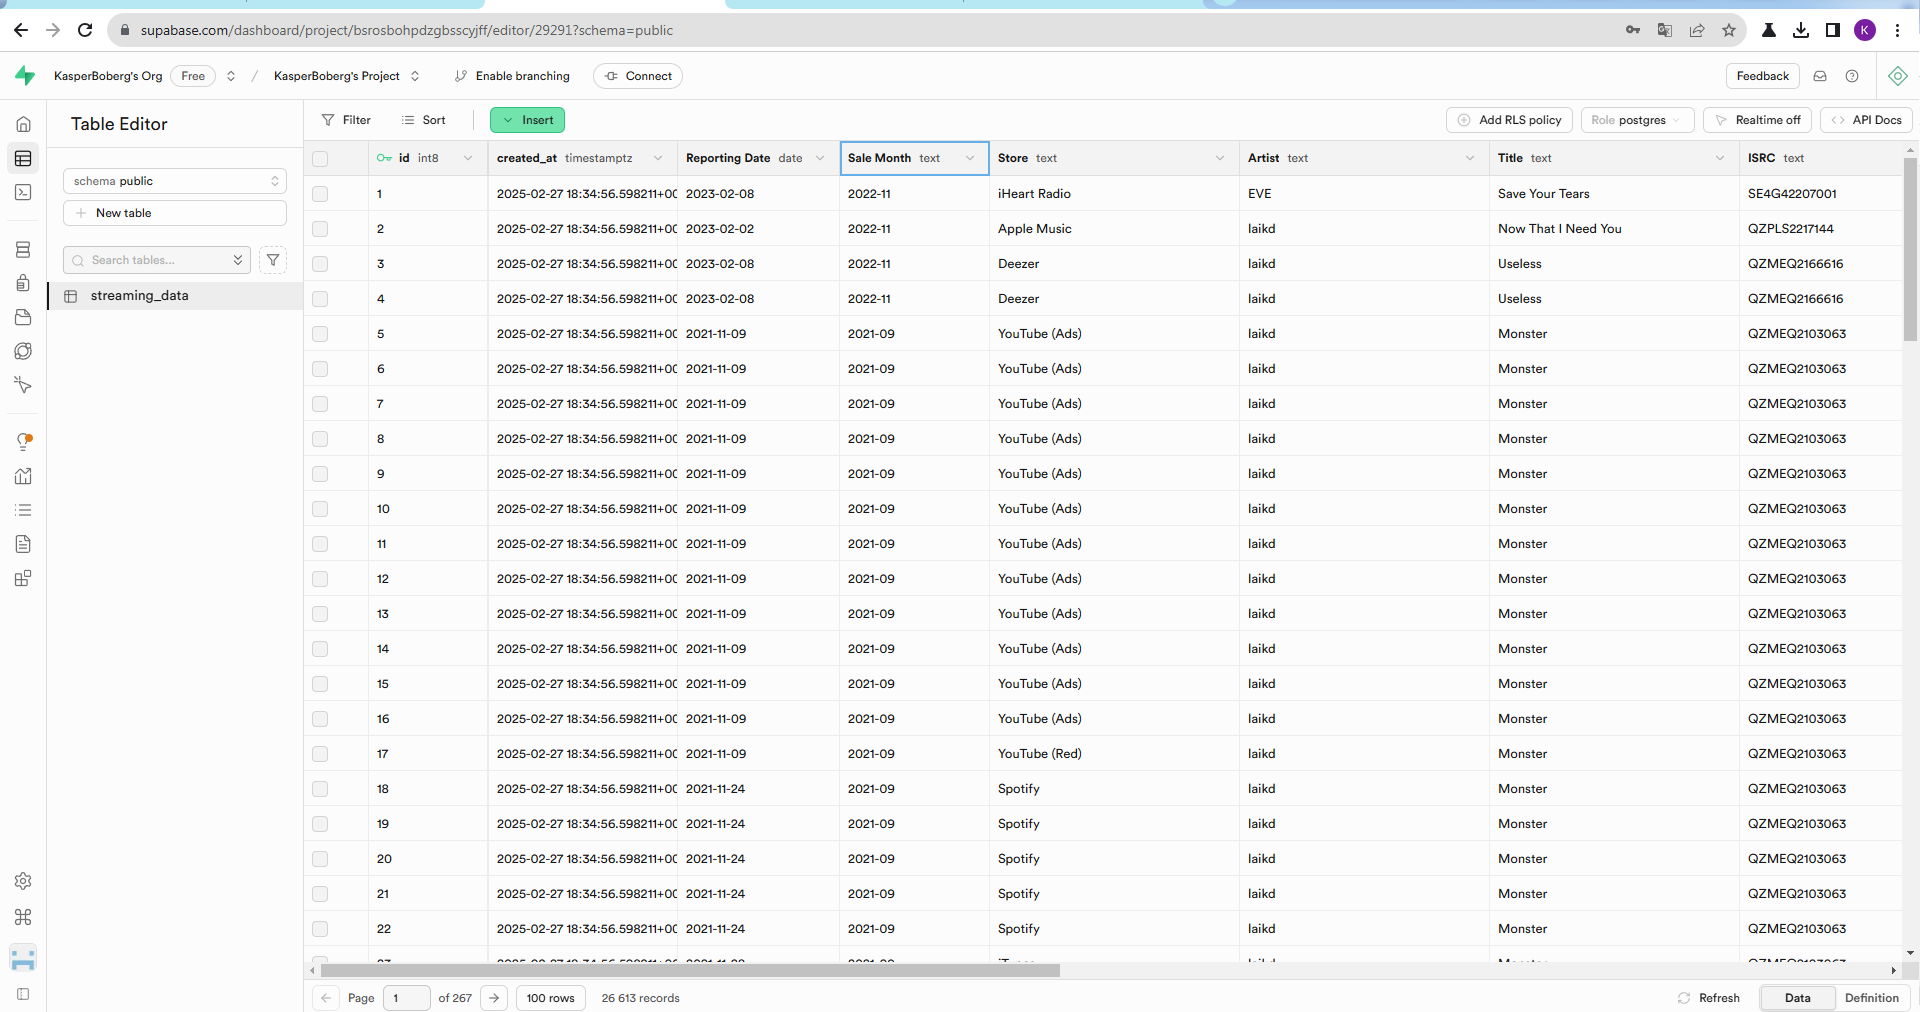 supabase.com/dashboard/project/bsrosbohpdzgbsscyjff/editor/29291?schema=public
K
KasperBoberg's Org Free / KasperBoberg's Project Enable branching Connect Feedback
Table Editor
Filter Sort Insert Add RLS policy Role postgres Realtime off API Docs
schema public
New table
Search tables...
streaming_data
id int8 created_at timestamptz Reporting Date date Sale Month text Store text Artist text Title text ISRC text
1 2025-02-27 18:34:56.598211+00 2023-02-08 2022-11 iHeart Radio EVE Save Your Tears SE4G42207001
2 2025-02-27 18:34:56.598211+00 2023-02-02 2022-11 Apple Music laikd Now That I Need You QZPLS2217144
3 2025-02-27 18:34:56.598211+00 2023-02-08 2022-11 Deezer laikd Useless QZMEQ2166616
4 2025-02-27 18:34:56.598211+00 2023-02-08 2022-11 Deezer laikd Useless QZMEQ2166616
5 2025-02-27 18:34:56.598211+00 2021-11-09 2021-09 YouTube (Ads) laikd Monster QZMEQ2103063
6 2025-02-27 18:34:56.598211+00 2021-11-09 2021-09 YouTube (Ads) laikd Monster QZMEQ2103063
7 2025-02-27 18:34:56.598211+00 2021-11-09 2021-09 YouTube (Ads) laikd Monster QZMEQ2103063
8 2025-02-27 18:34:56.598211+00 2021-11-09 2021-09 YouTube (Ads) laikd Monster QZMEQ2103063
9 2025-02-27 18:34:56.598211+00 2021-11-09 2021-09 YouTube (Ads) laikd Monster QZMEQ2103063
10 2025-02-27 18:34:56.598211+00 2021-11-09 2021-09 YouTube (Ads) laikd Monster QZMEQ2103063
11 2025-02-27 18:34:56.598211+00 2021-11-09 2021-09 YouTube (Ads) laikd Monster QZMEQ2103063
12 2025-02-27 18:34:56.598211+00 2021-11-09 2021-09 YouTube (Ads) laikd Monster QZMEQ2103063
13 2025-02-27 18:34:56.598211+00 2021-11-09 2021-09 YouTube (Ads) laikd Monster QZMEQ2103063
14 2025-02-27 18:34:56.598211+00 2021-11-09 2021-09 YouTube (Ads) laikd Monster QZMEQ2103063
15 2025-02-27 18:34:56.598211+00 2021-11-09 2021-09 YouTube (Ads) laikd Monster QZMEQ2103063
16 2025-02-27 18:34:56.598211+00 2021-11-09 2021-09 YouTube (Ads) laikd Monster QZMEQ2103063
17 2025-02-27 18:34:56.598211+00 2021-11-09 2021-09 YouTube (Red) laikd Monster QZMEQ2103063
18 2025-02-27 18:34:56.598211+00 2021-11-24 2021-09 Spotify laikd Monster QZMEQ2103063
19 2025-02-27 18:34:56.598211+00 2021-11-24 2021-09 Spotify laikd Monster QZMEQ2103063
20 2025-02-27 18:34:56.598211+00 2021-11-24 2021-09 Spotify laikd Monster QZMEQ2103063
21 2025-02-27 18:34:56.598211+00 2021-11-24 2021-09 Spotify laikd Monster QZMEQ2103063
22 2025-02-27 18:34:56.598211+00 2021-11-24 2021-09 Spotify laikd Monster QZMEQ2103063
Page 1 of 267 100 rows 26 613 records Refresh Data Definition